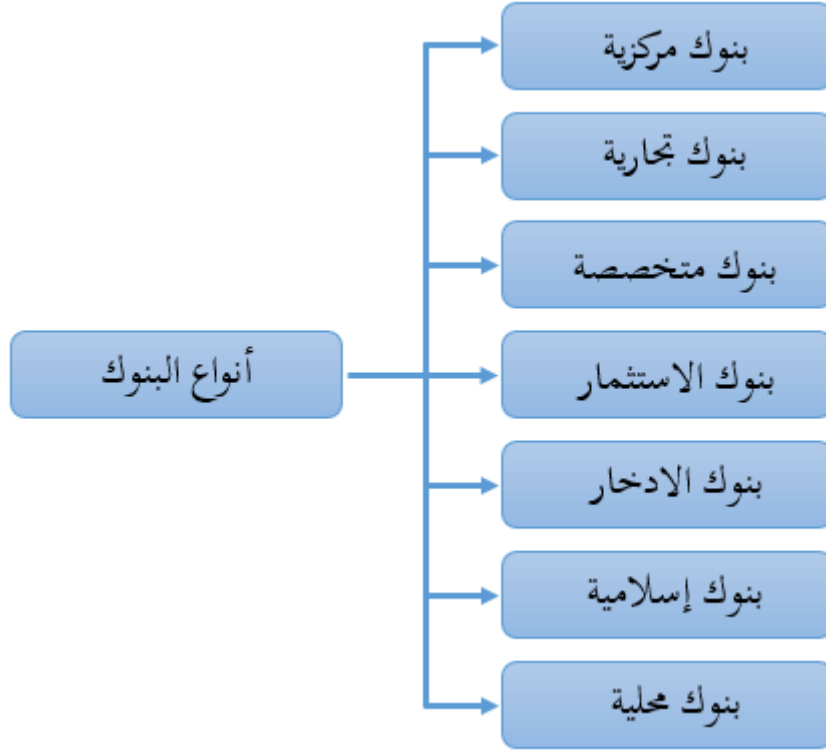 أنواع البنوك
بنوك مركزية
بنوك تجارية
بنوك متخصصة
بنوك الاستثمار
بنوك الادخار
بنوك إسلامية
بنوك محلية